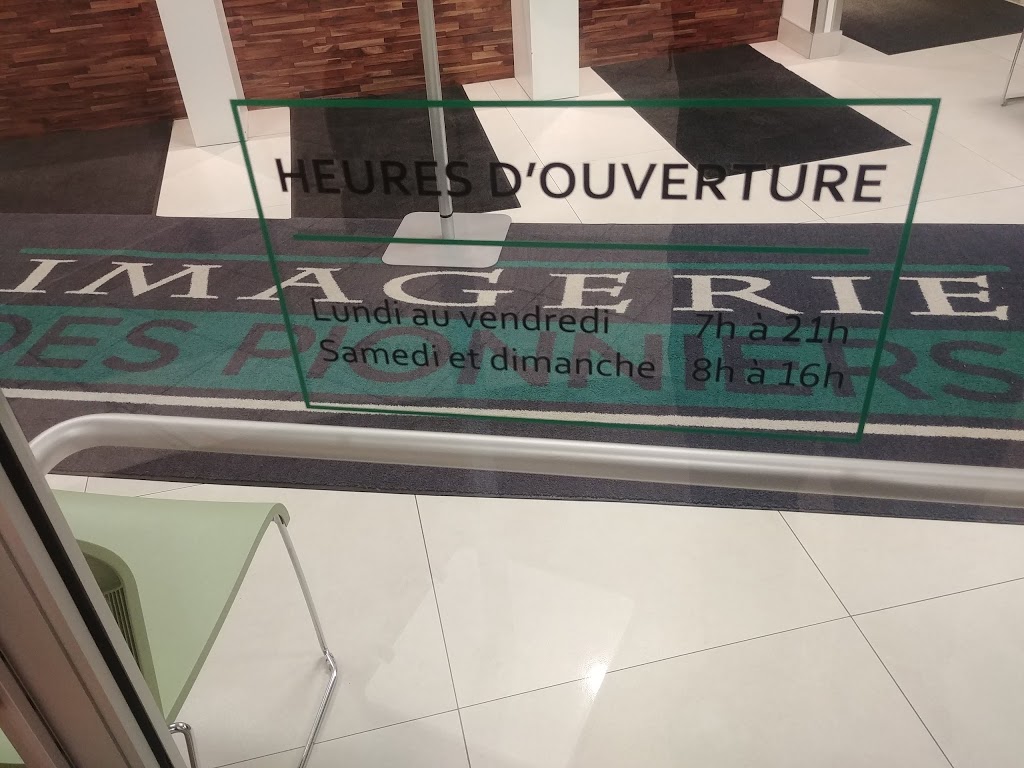 HEURES D'OUVERTURE
IMAGERIE
DES PIONNIERS
Lundi au vendredi 7h à 21h
Samedi et dimanche 8h à 16h